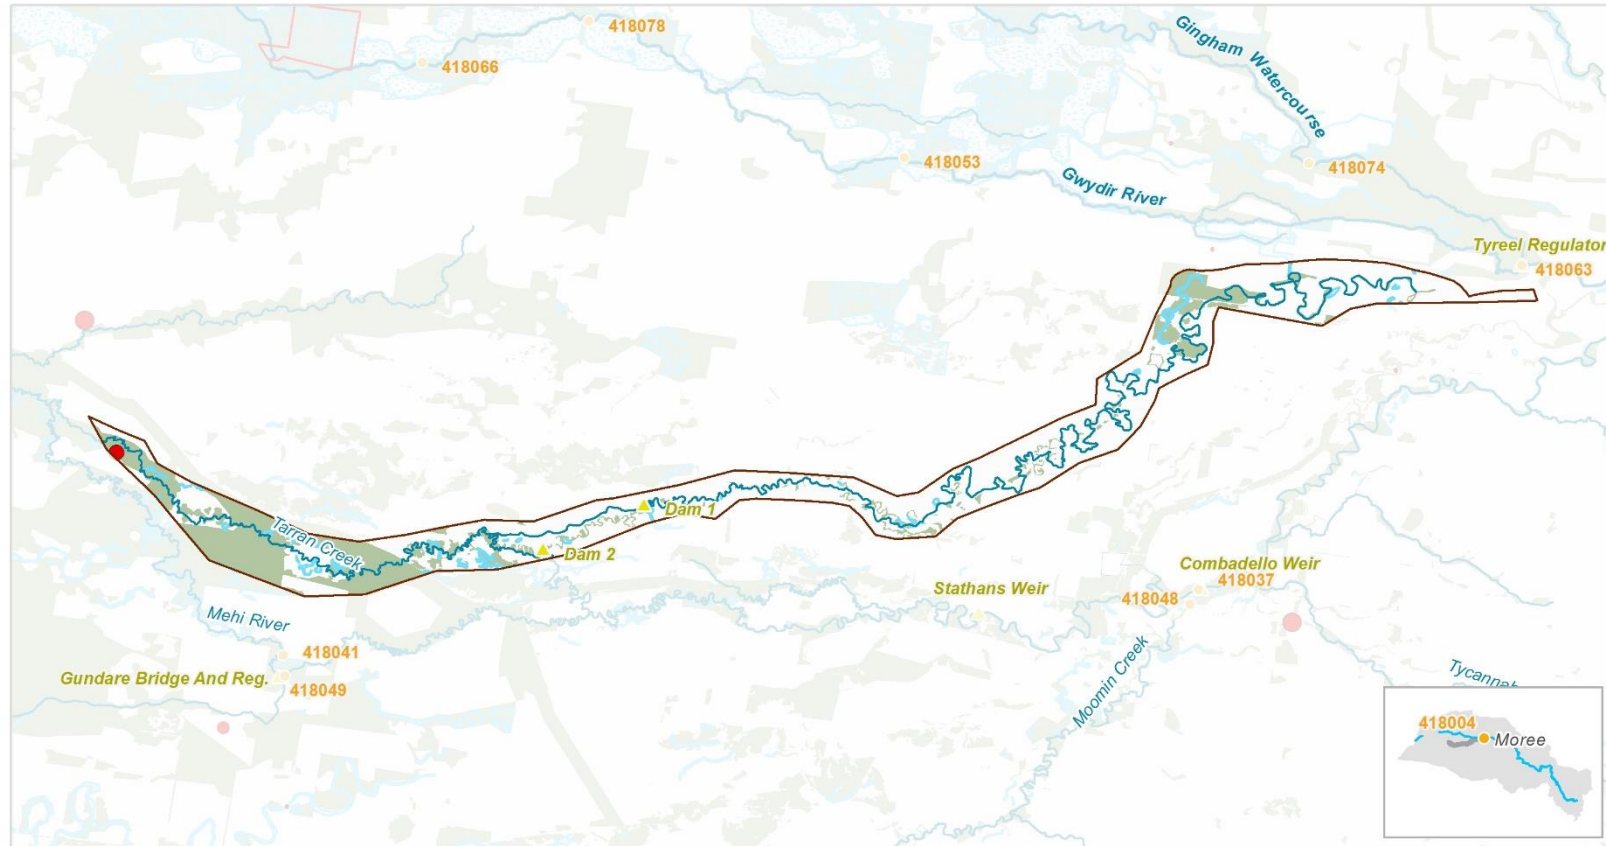 418078
418066
Gingham Watercourse
418053
418074
Gwydir River
Tyreel Regulator
418063
Dam 1
Tarran Creek
Dam 2
Combadello Weir
418037
Stathans Weir
418048
Mehi River
418041
Gundare Bridge And Reg.
418049
Moomin Creek
418004
Moree